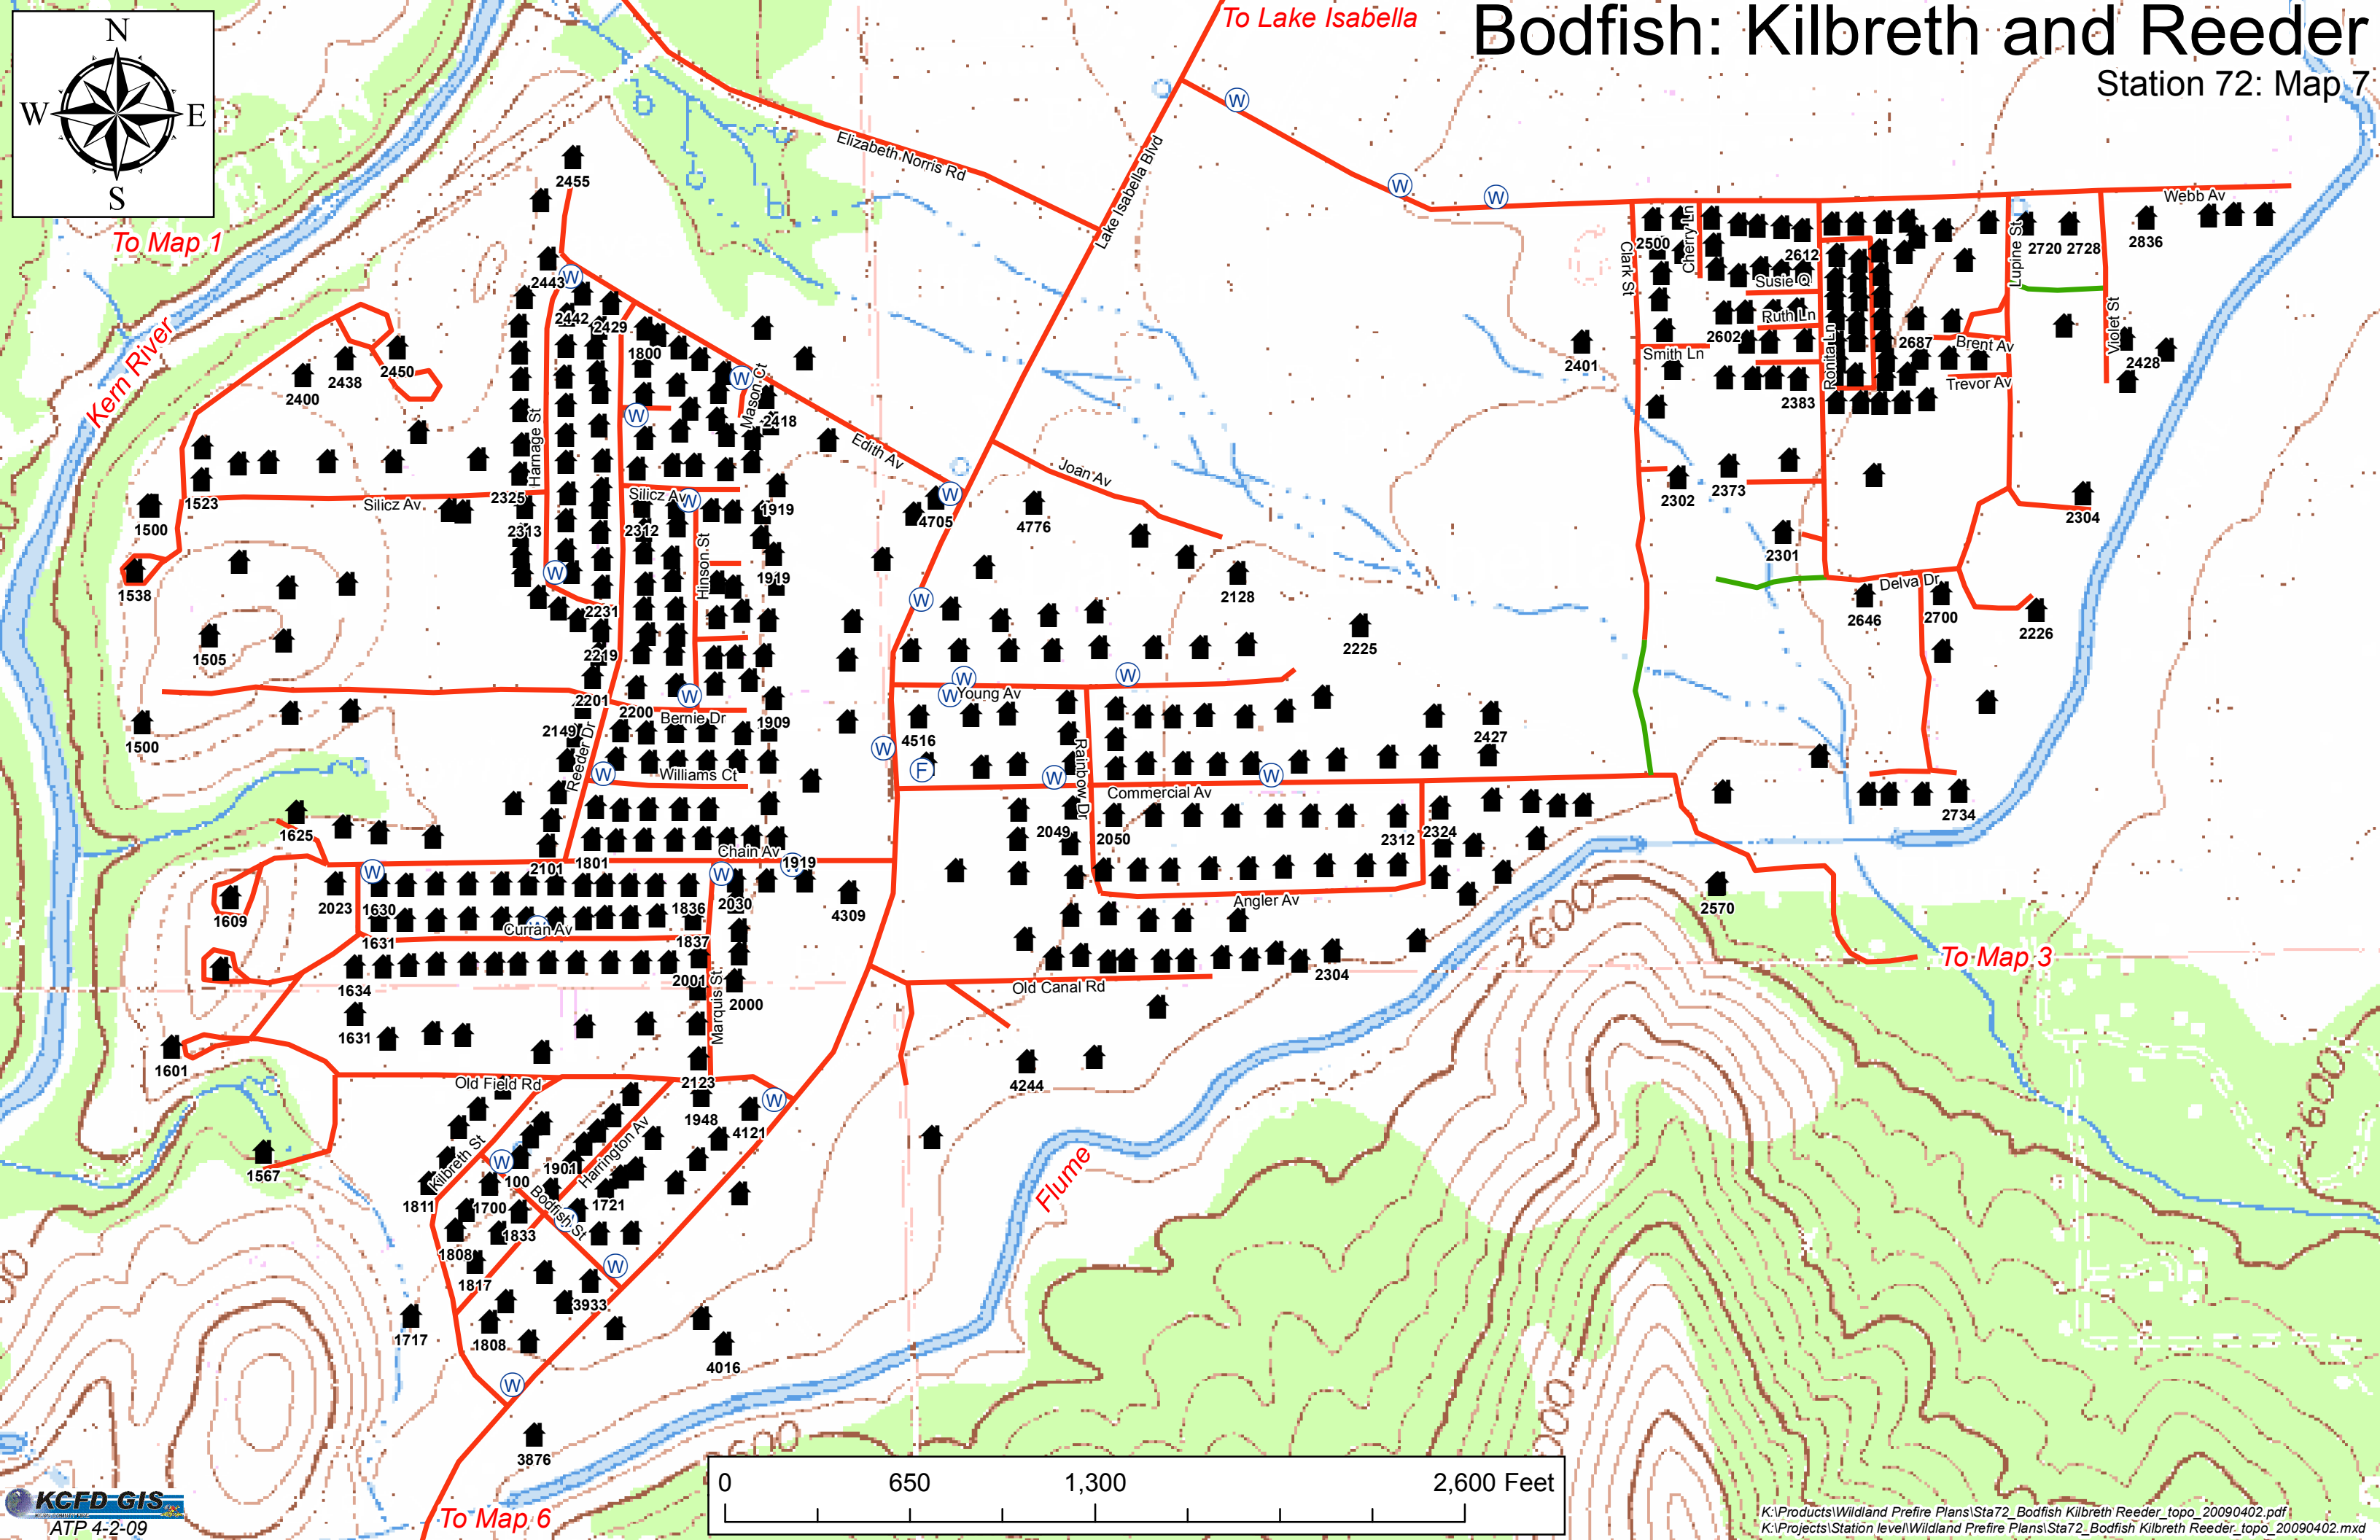 Bodfish: Kilbreth and Reeder
Station 72: Map 7
N
W E
S
To Lake Isabella
To Map 1
Kern River
Elizabeth Norris Rd
Lake Isabella Blvd
Webb Av
2455
2443
2442
2429
1800
2438
2450
2400
Mason Ct
2418
Edith Av
Harnage St
Joan Av
Clark St
2500
Cherry Ln
2612
Susie Q
Ruth Ln
2602
Smith Ln
2401
Ronita Ln
2383
2687
Brent Av
Trevor Av
Lupine St
2720
2728
2836
Violet St
2428
1523
1500
Silicz Av
2325
2313
Silicz Av
2312
1919
4705
4776
2302
2373
2301
2304
1538
Hinson St
1919
2128
Delva Dr
2646
2700
2226
1505
2231
2219
2225
2201
2200
Bernie Dr
1909
Young Av
4516
2427
1500
2149
Reeder Dr
Williams Ct
F
Rainbow Dr
Commercial Av
2049
2050
2312
2324
2734
1625
Chain Av
2101
1801
1919
2023
1630
1836
2030
4309
1609
Curran Av
1631
1837
Angler Av
2570
2600
To Map 3
1634
2001
2000
Marquis St.
Old Canal Rd
2304
1631
1601
Old Field Rd
2123
1948
4121
4244
2600
1567
Kilbreth St
1901
Harrington Av
100
1811
1700
Bodfish St
1721
1833
1808
1817
3933
1717
1808
4016
Flume
3876
To Map 6
0 650 1,300 2,600 Feet
KCFD GIS
ATP 4-2-09
K:\Products\Wildland Prefire Plans\Sta72_Bodfish Kilbreth Reeder_topo_20090402.pdf
K:\Projects\Station level\Wildland Prefire Plans\Sta72_Bodfish Kilbreth Reeder_topo_20090402.mxd